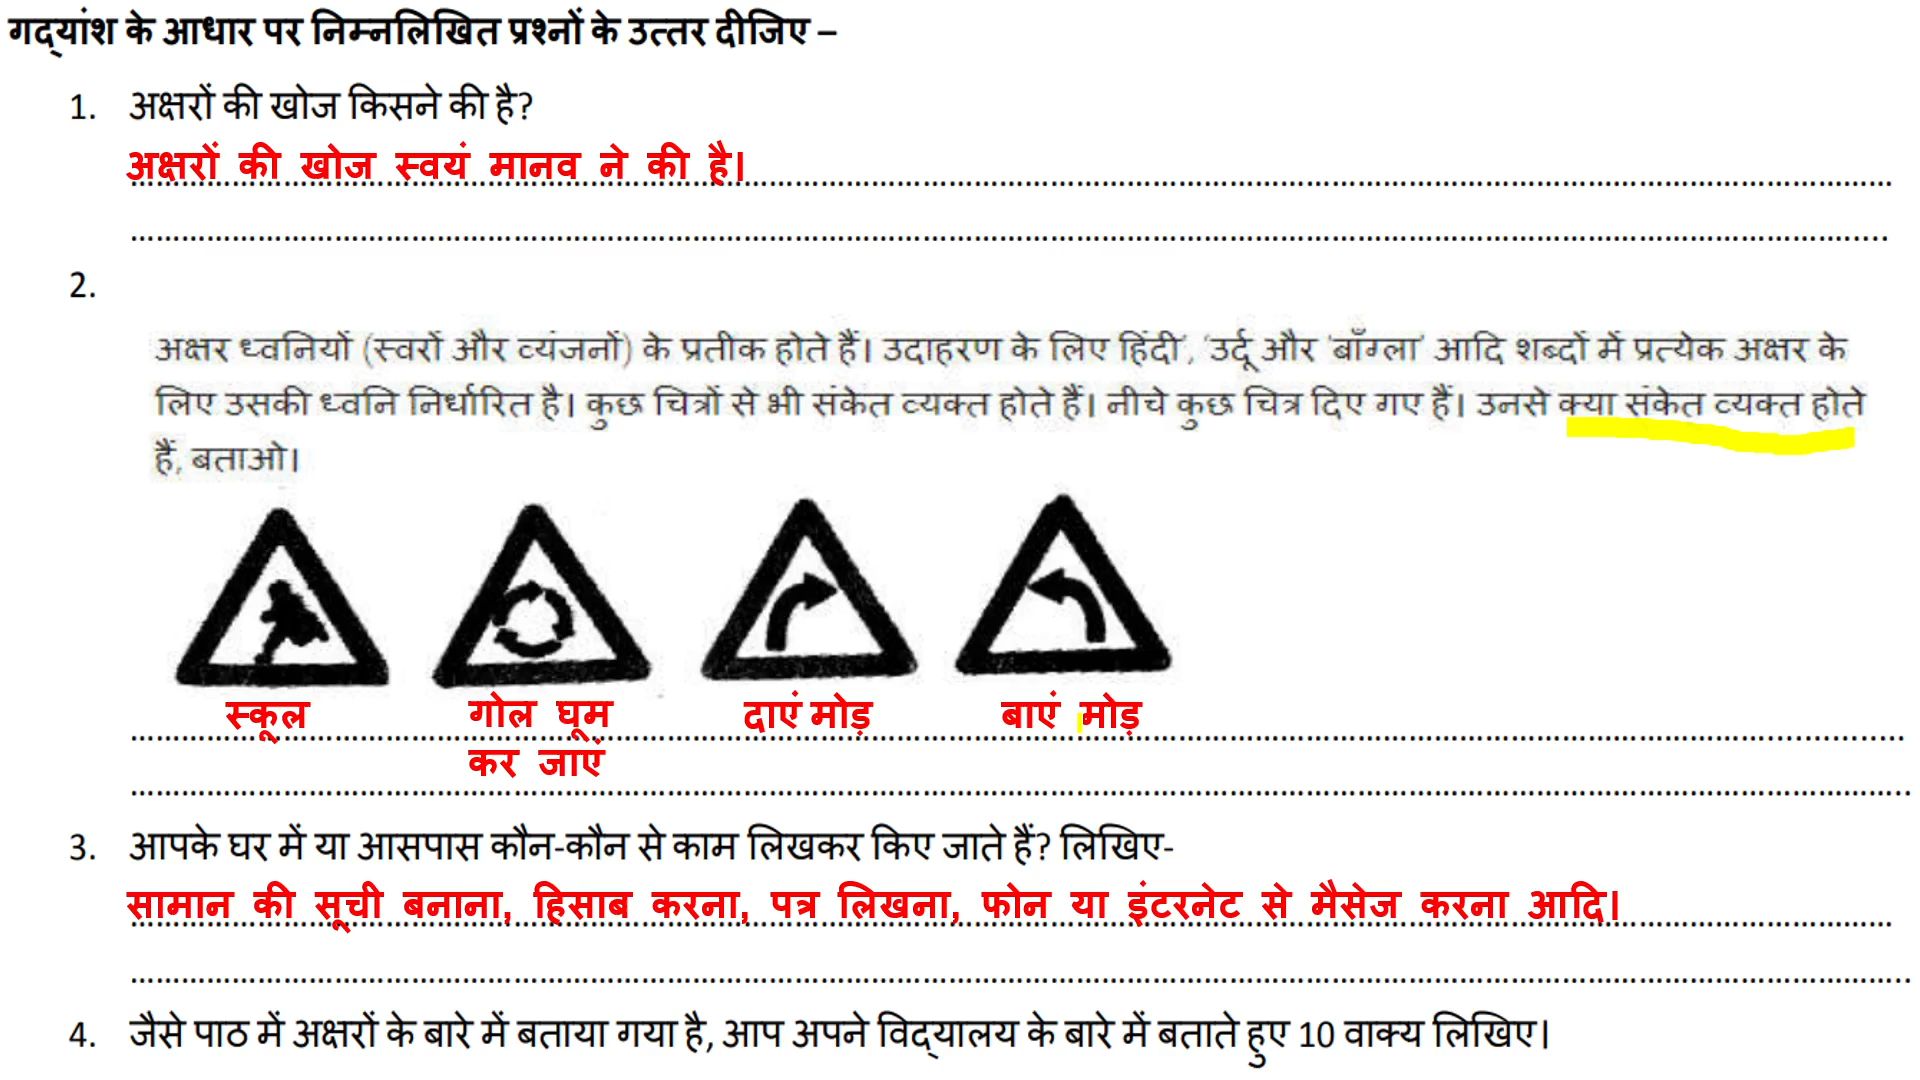 गद्यांश के आधार पर निम्नलिखित प्रश्नों के उत्तर दीजिए –
1. अक्षरों की खोज किसने की है?
अक्षरों की खोज स्वयं मानव ने की है।
2.
अक्षर ध्वनियों (स्वरों और व्यंजनों) के प्रतीक होते हैं। उदाहरण के लिए हिंदी', 'उर्दू और 'बाँग्ला' आदि शब्दों में प्रत्येक अक्षर के
लिए उसकी ध्वनि निर्धारित है। कुछ चित्रों से भी संकेत व्यक्त होते हैं। नीचे कुछ चित्र दिए गए हैं। उनसे क्या संकेत व्यक्त होते
हैं, बताओ।
स्कूल गोल घूम दाएं मोड़ बाएं मोड़
कर जाएं
3. आपके घर में या आसपास कौन-कौन से काम लिखकर किए जाते हैं? लिखिए-
सामान की सूची बनाना, हिसाब करना, पत्र लिखना, फोन या इंटरनेट से मैसेज करना आदि।
4. जैसे पाठ में अक्षरों के बारे में बताया गया है, आप अपने विद्यालय के बारे में बताते हुए 10 वाक्य लिखिए।